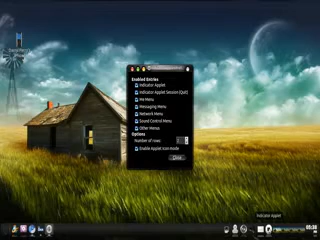 Enabled Entries
Indicator Applet
Indicator Applet Session (Quit)
Me Menu
Messaging Menu
Network Menu
Sound Control Menu
Other Menus
Options
Number of rows
Enable Applet Icon-mode
Close
Indicator Applet